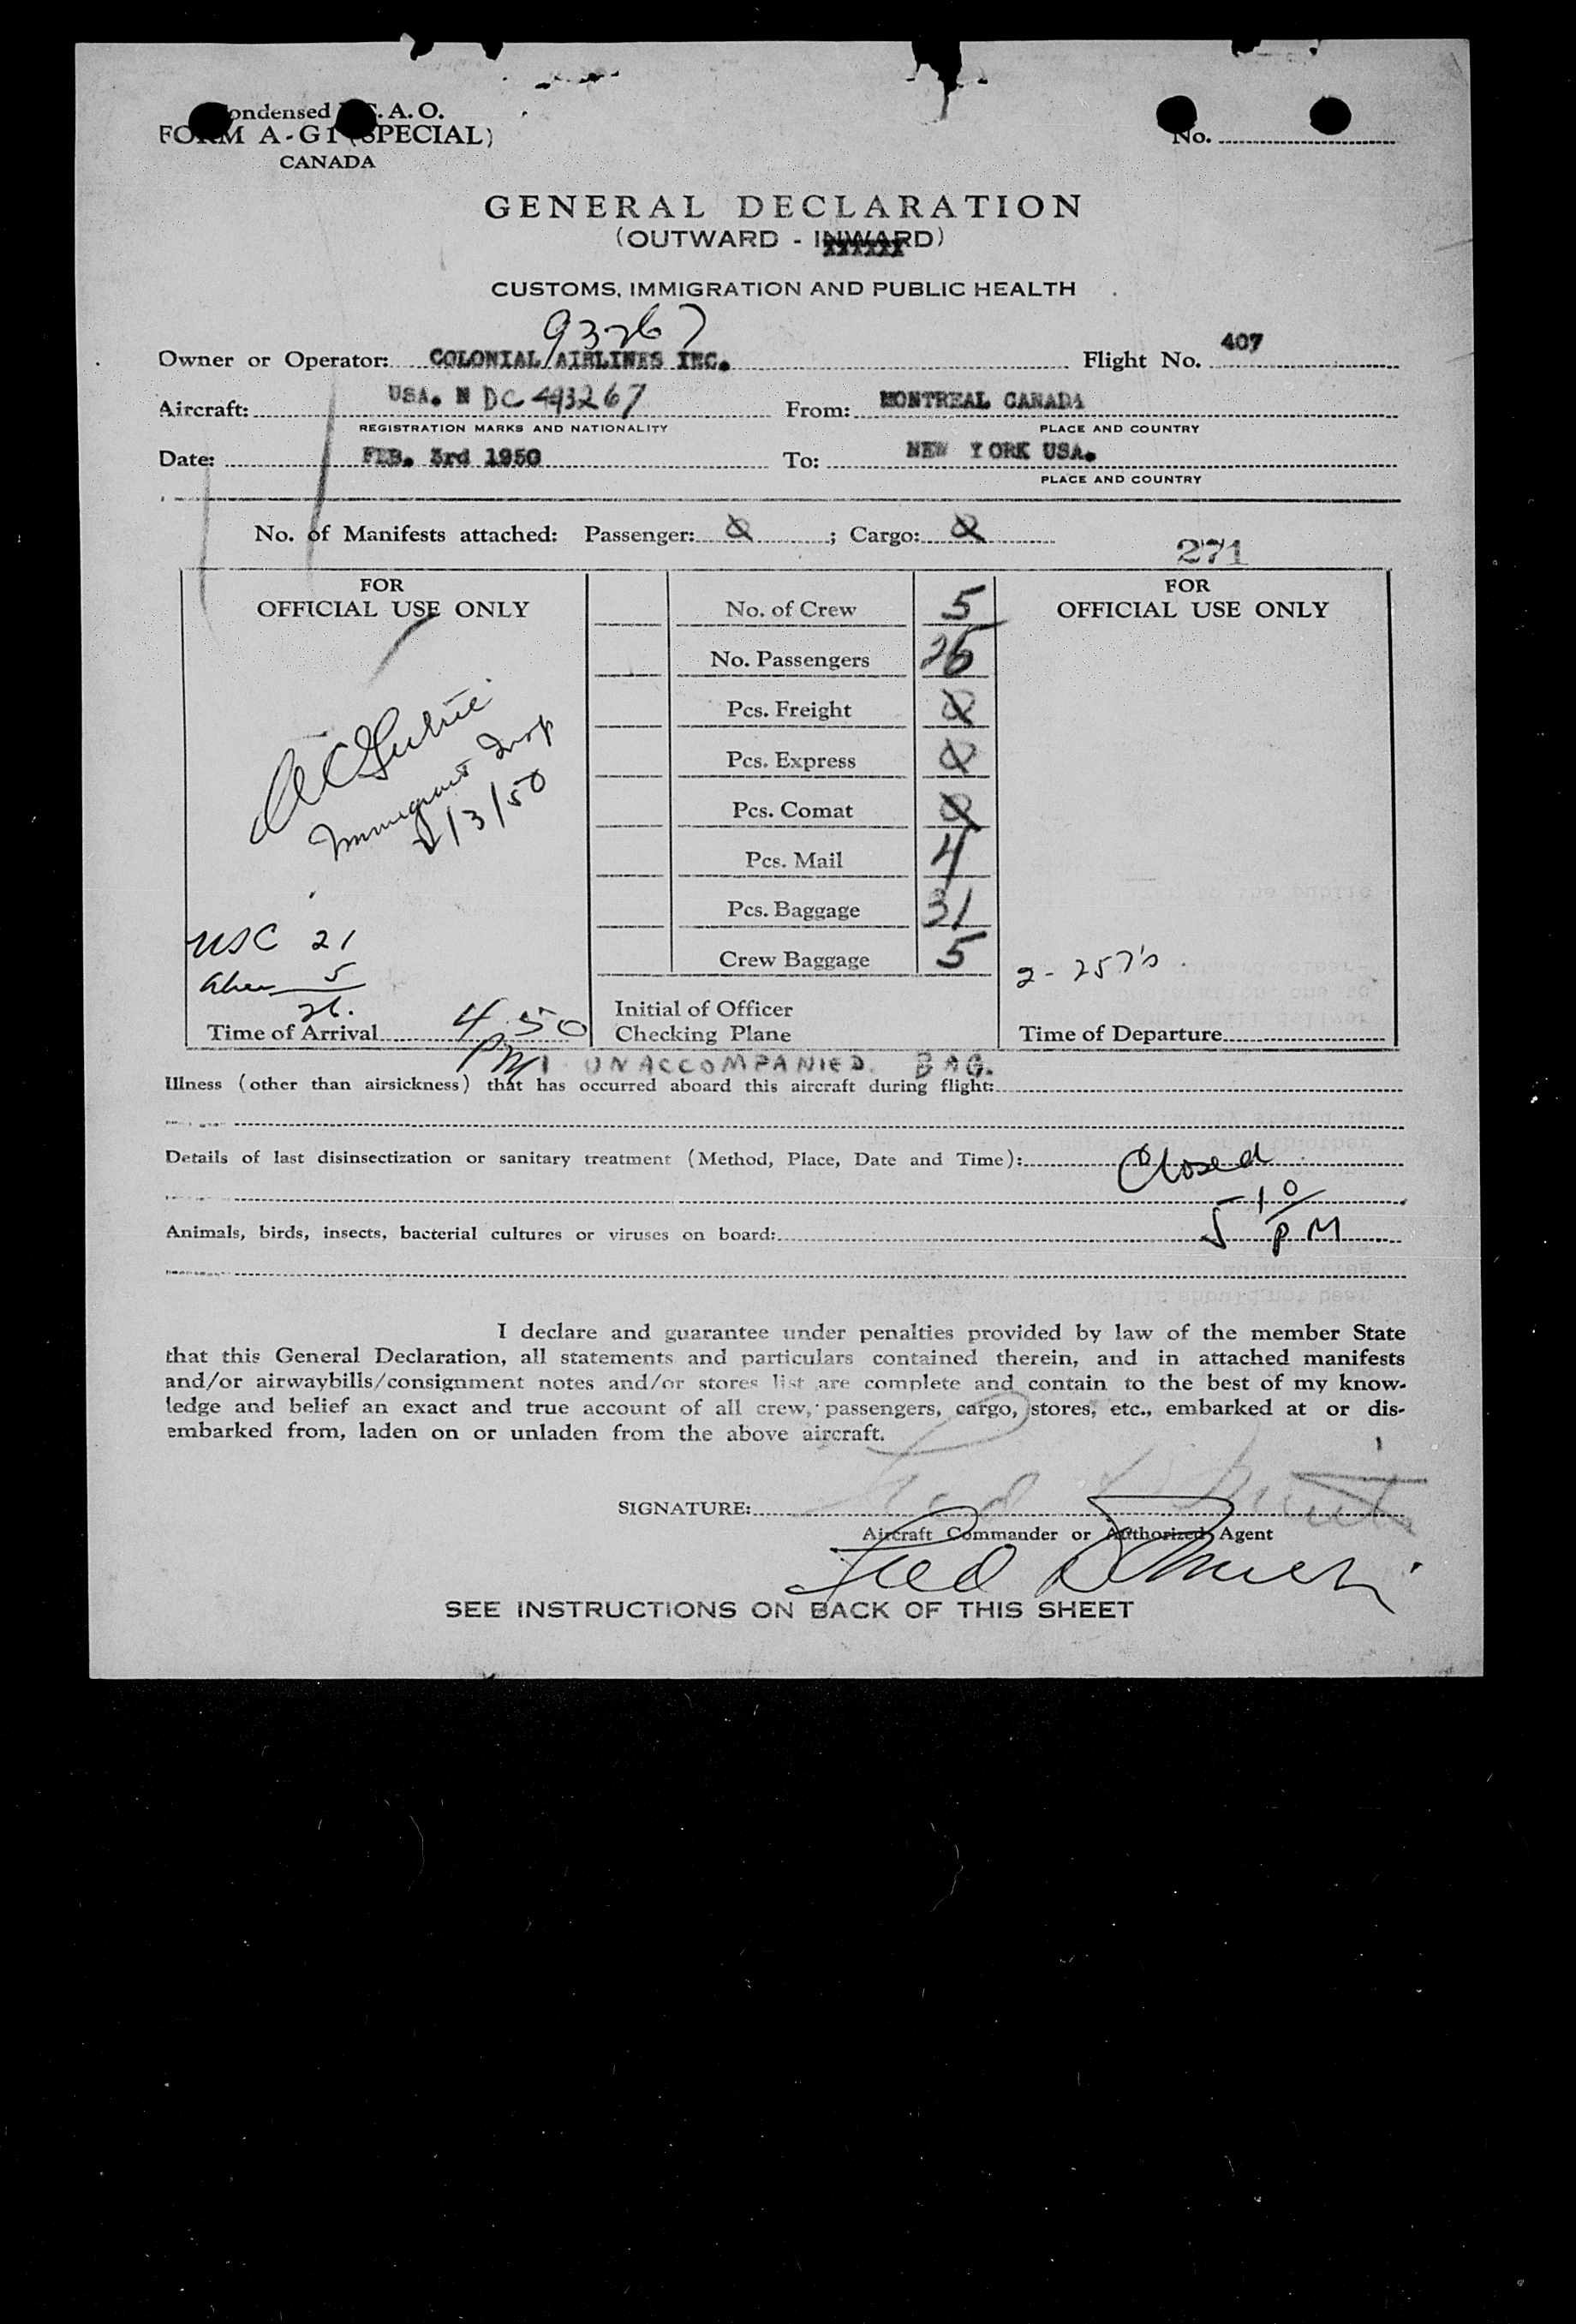 Condensed I.C.A.O.
FORM A-G1 (SPECIAL)
CANADA
No.
GENERAL DECLARATION
(OUTWARD - INWARD)
CUSTOMS, IMMIGRATION AND PUBLIC HEALTH
93267
Owner or Operator: COLONIAL AIRLINES INC. Flight No. 407
Aircraft: USA. N DC 493267 From: MONTREAL CANADA
REGISTRATION MARKS AND NATIONALITY PLACE AND COUNTRY
Date: FEB. 3rd 1950 To: NEW YORK USA.
PLACE AND COUNTRY
No. of Manifests attached: Passenger: 0 ; Cargo: 0
271
FOR
OFFICIAL USE ONLY
2/3/50
USC 21
5
26.
Time of Arrival 4:50
PM
No. of Crew 5
No. Passengers 26
Pcs. Freight 0
Pcs. Express 0
Pcs. Comat 0
Pcs. Mail 4
Pcs. Baggage 31
Crew Baggage 5
Initial of Officer
Checking Plane
FOR
OFFICIAL USE ONLY
2 - 257's
Time of Departure
1 UNACCOMPANIED. BAG.
Illness (other than airsickness) that has occurred aboard this aircraft during flight:
Details of last disinsectization or sanitary treatment (Method, Place, Date and Time): Closed
5 10
PM
Animals, birds, insects, bacterial cultures or viruses on board:
I declare and guarantee under penalties provided by law of the member State
that this General Declaration, all statements and particulars contained therein, and in attached manifests
and/or airwaybills/consignment notes and/or stores list are complete and contain to the best of my know-
ledge and belief an exact and true account of all crew, passengers, cargo, stores, etc., embarked at or dis-
embarked from, laden on or unladen from the above aircraft.
SIGNATURE:
Aircraft Commander or Authorized Agent
Fred
SEE INSTRUCTIONS ON BACK OF THIS SHEET